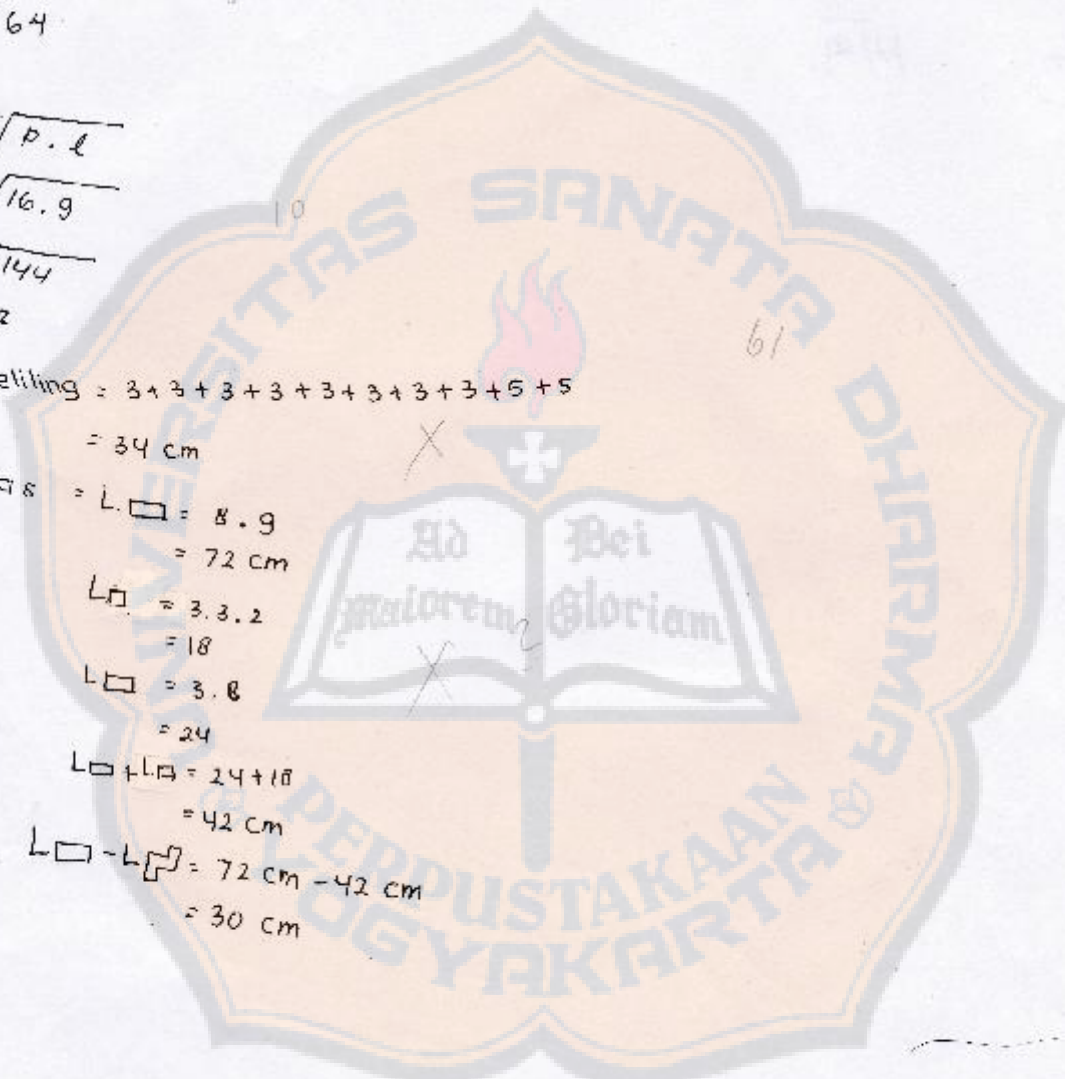 64
√p.l
10
√16.9
144
2
61
eliling = 3+3+3+3+3+3+3+3+5+5
= 34 cm
X
as = L.▭ = 8.9
= 72 cm
L = 3.3.2
= 18
X
L▭ = 3.8
= 24
L▭ + L▭ = 24+18
= 42 cm
L▭ - L = 72 cm - 42 cm
= 30 cm
UNIVERSITAS SANATA DHARMA
Ad Maiorem
Dei Gloriam
PERPUSTAKAAN
YOGYAKARTA